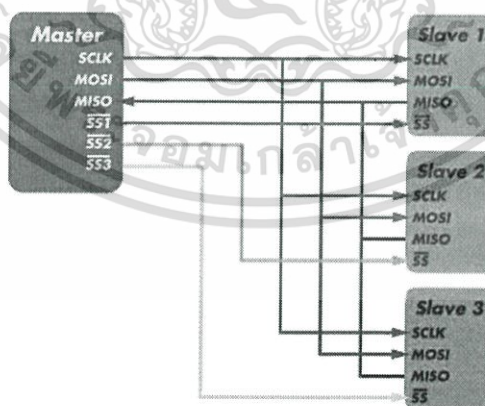 Master
SCLK
MOSI
MISO
SS1
SS2
SS3
Slave 1
SCLK
MOSI
MISO
SS
Slave 2
SCLK
MOSI
MISO
SS
Slave 3
SCLK
MOSI
MISO
SS